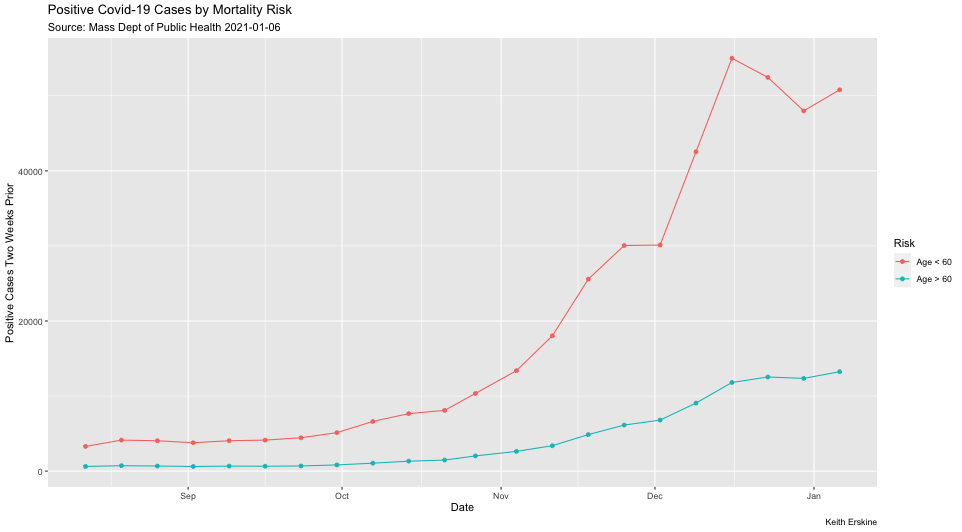 Positive Covid-19 Cases by Mortality Risk
Source: Mass Dept of Public Health 2021-01-06
Positive Cases Two Weeks Prior
40000
20000
0
Sep
Oct
Nov
Dec
Jan
Date
Risk
Age < 60
Age > 60
Keith Erskine